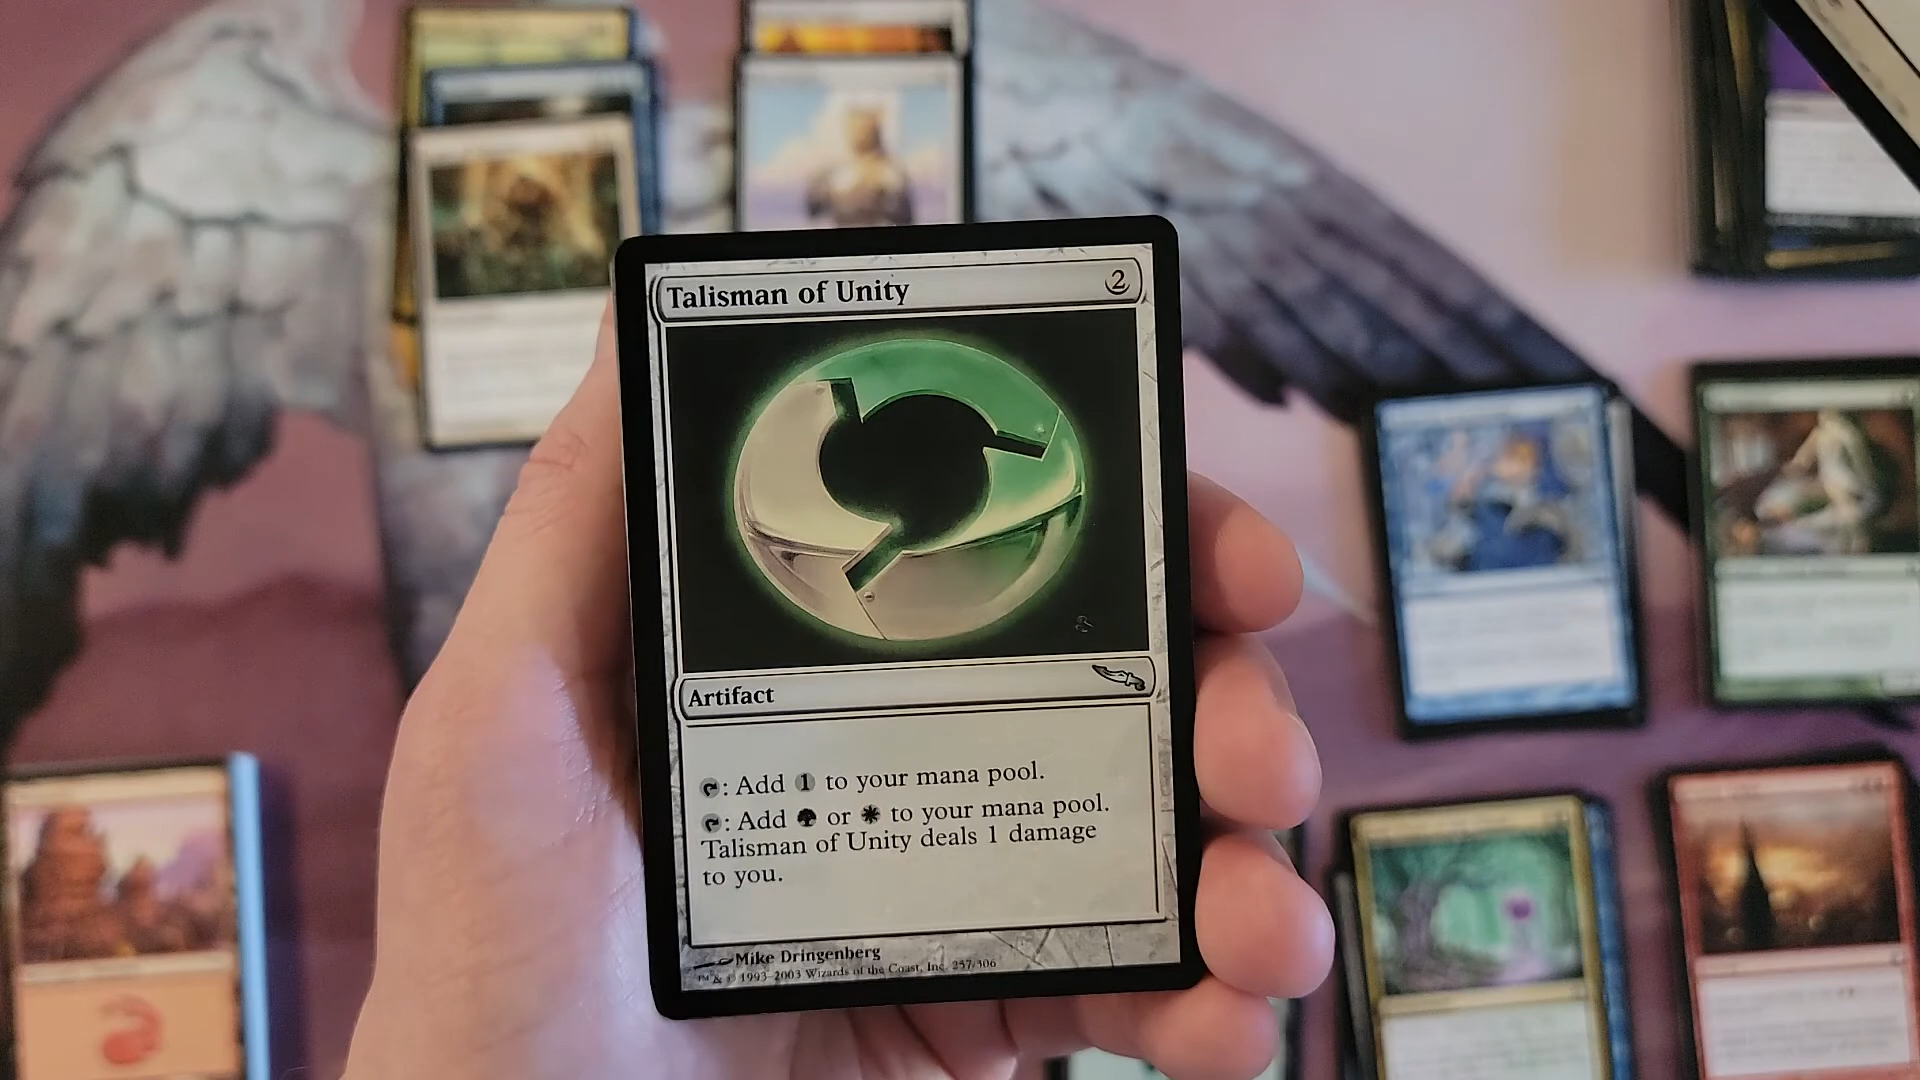 Talisman of Unity 2
Artifact
: Add 1 to your mana pool.
: Add or to your mana pool.
Talisman of Unity deals 1 damage
to you.
Mike Dringenberg
™ & © 1993-2003 Wizards of the Coast, Inc. 257/306